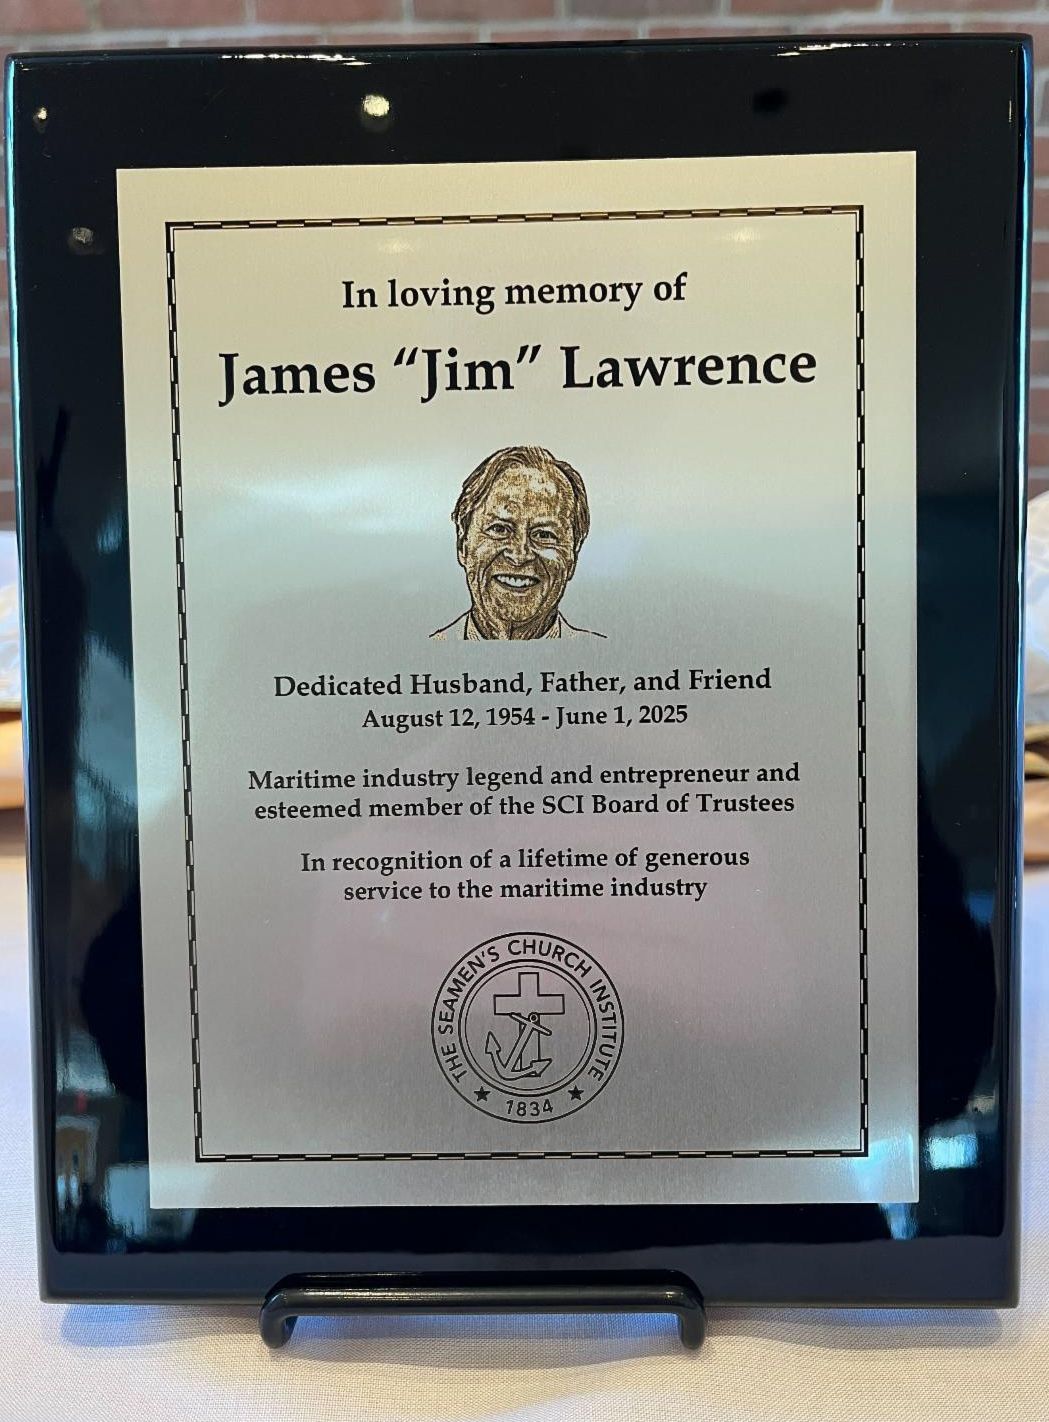 In loving memory of
James “Jim” Lawrence
Dedicated Husband, Father, and Friend
August 12, 1954 - June 1, 2025
Maritime industry legend and entrepreneur and
esteemed member of the SCI Board of Trustees
In recognition of a lifetime of generous
service to the maritime industry
THE SEAMEN'S CHURCH INSTITUTE
1834